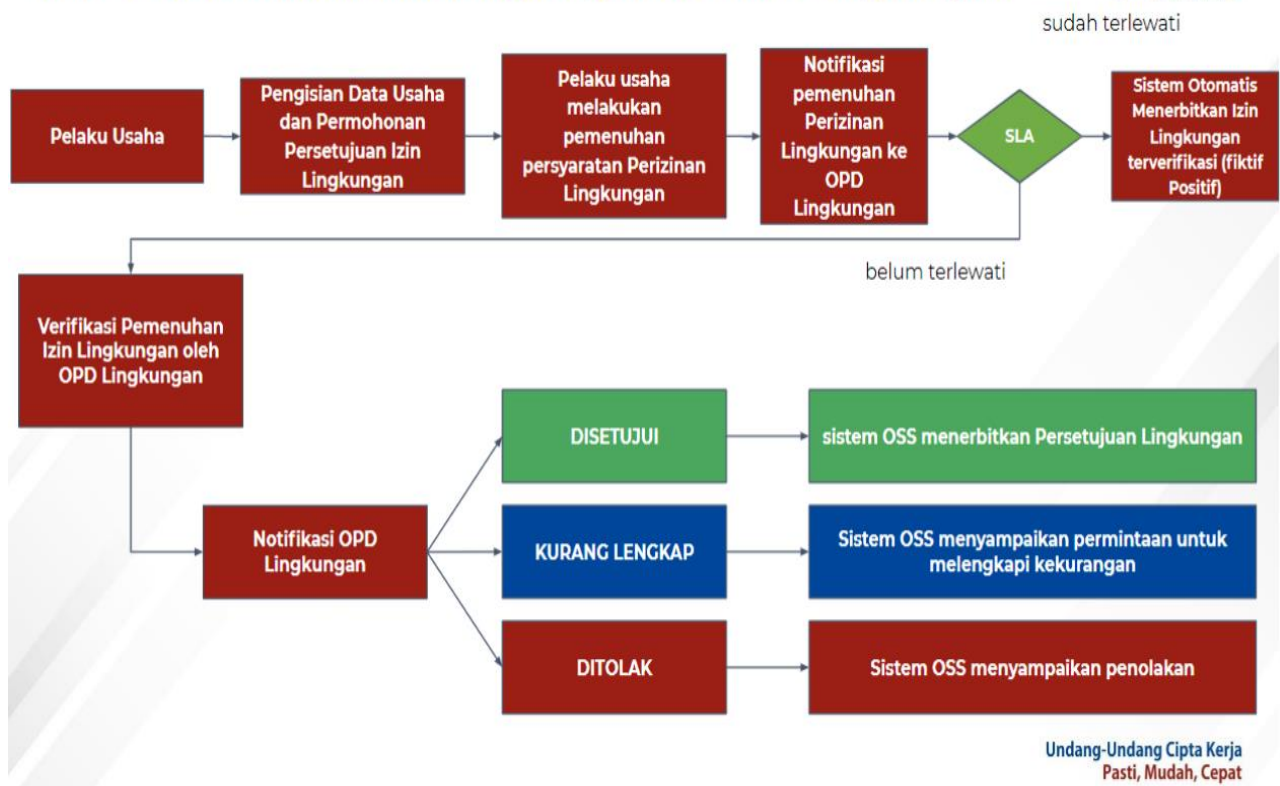 sudah terlewati
Pelaku Usaha
Pengisian Data Usaha
dan Permohonan
Persetujuan Izin
Lingkungan
Pelaku usaha
melakukan
pemenuhan
persyaratan Perizinan
Lingkungan
Notifikasi
pemenuhan
Perizinan
Lingkungan ke
OPD
Lingkungan
SLA
Sistem Otomatis
Menerbitkan Izin
Lingkungan
terverifikasi (fiktif
Positif)
belum terlewati
Verifikasi Pemenuhan
Izin Lingkungan oleh
OPD Lingkungan
Notifikasi OPD
Lingkungan
DISETUJUI
sistem OSS menerbitkan Persetujuan Lingkungan
KURANG LENGKAP
Sistem OSS menyampaikan permintaan untuk
melengkapi kekurangan
DITOLAK
Sistem OSS menyampaikan penolakan
Undang-Undang Cipta Kerja
Pasti, Mudah, Cepat